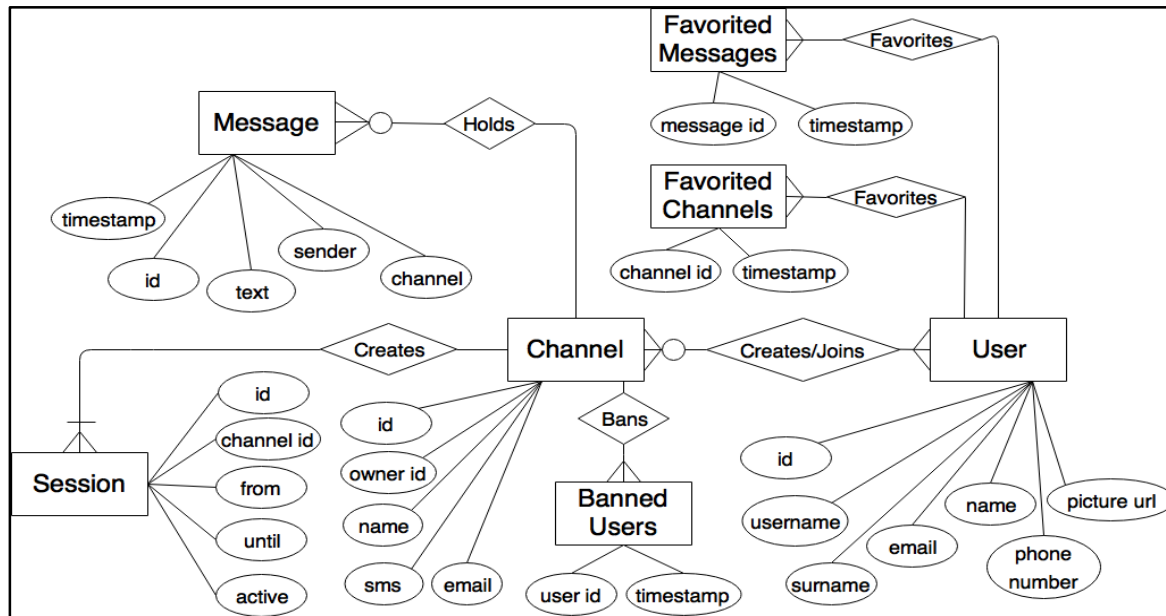 Favorited
Messages
Favorites
message id
timestamp
Message
Holds
timestamp
id
text
sender
channel
Favorited
Channels
Favorites
channel id
timestamp
Creates
Channel
Creates/Joins
User
id
channel id
from
until
active
Session
id
owner id
name
sms
email
Bans
Banned
Users
user id
timestamp
id
username
surname
email
name
phone
number
picture url